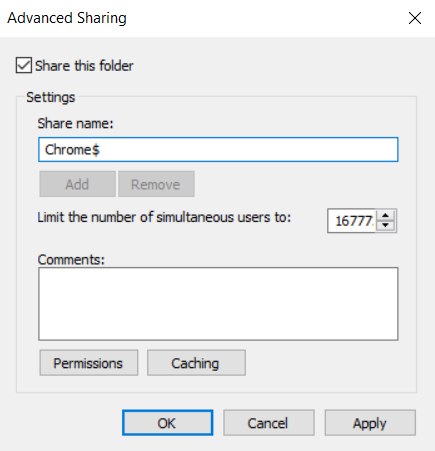 Advanced Sharing
Share this folder
Settings
Share name:
Chrome$
Add Remove
Limit the number of simultaneous users to: 16777
Comments:
Permissions Caching
OK Cancel Apply